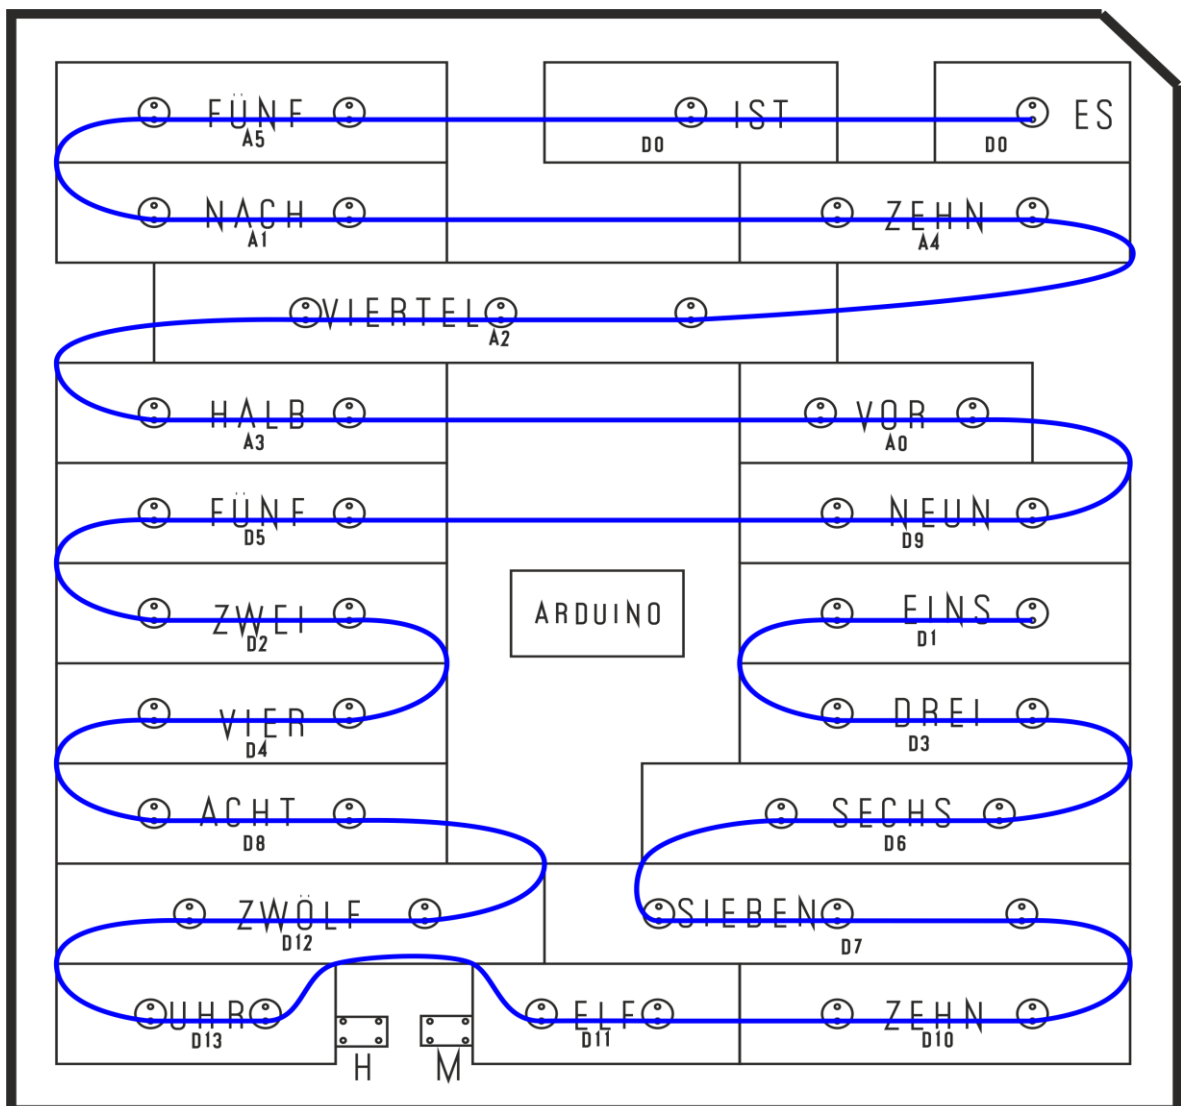 FÜNF IST ES
A5 D0 D0
NACH ZEHN
A1 A4
VIERTEL
A2
HALB VOR
A3 A0
FÜNF NEUN
D5 D9
ARDUINO
ZWEI EINS
D2 D1
VIER DREI
D4 D3
ACHT SECHS
D8 D6
ZWÖLF SIEBEN
D12 D7
UHR ELF ZEHN
D13 D11 D10
H M